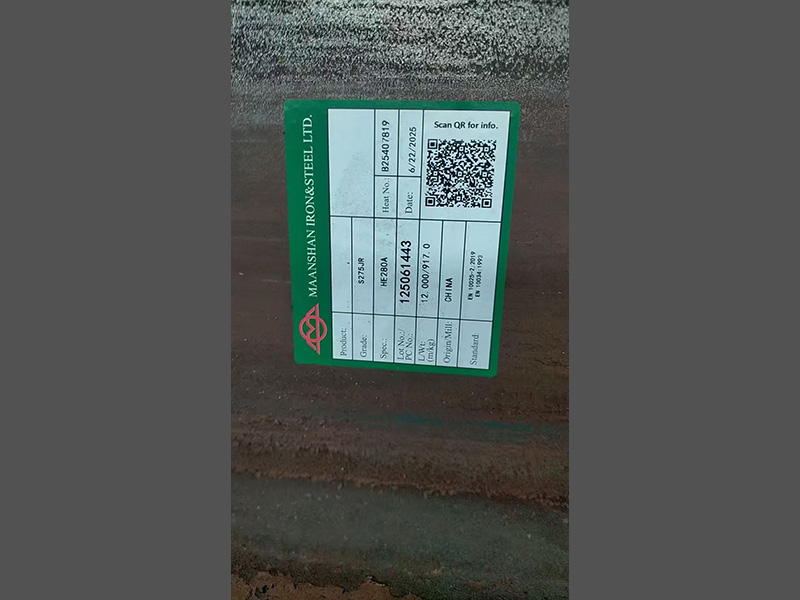 MAANSHAN IRON&STEEL LTD.
Product:
Grade: S275JR
Spec.: HE280A Heat No.: B25407819
Lot No./ PC No.: 125061443 Date: 6/22/2025
L/Wt: (m/kg) 12.000/917.0
Origin/Mill: CHINA
Standard: EN 10025-2:2019
EN 10034:1993
Scan QR for info.